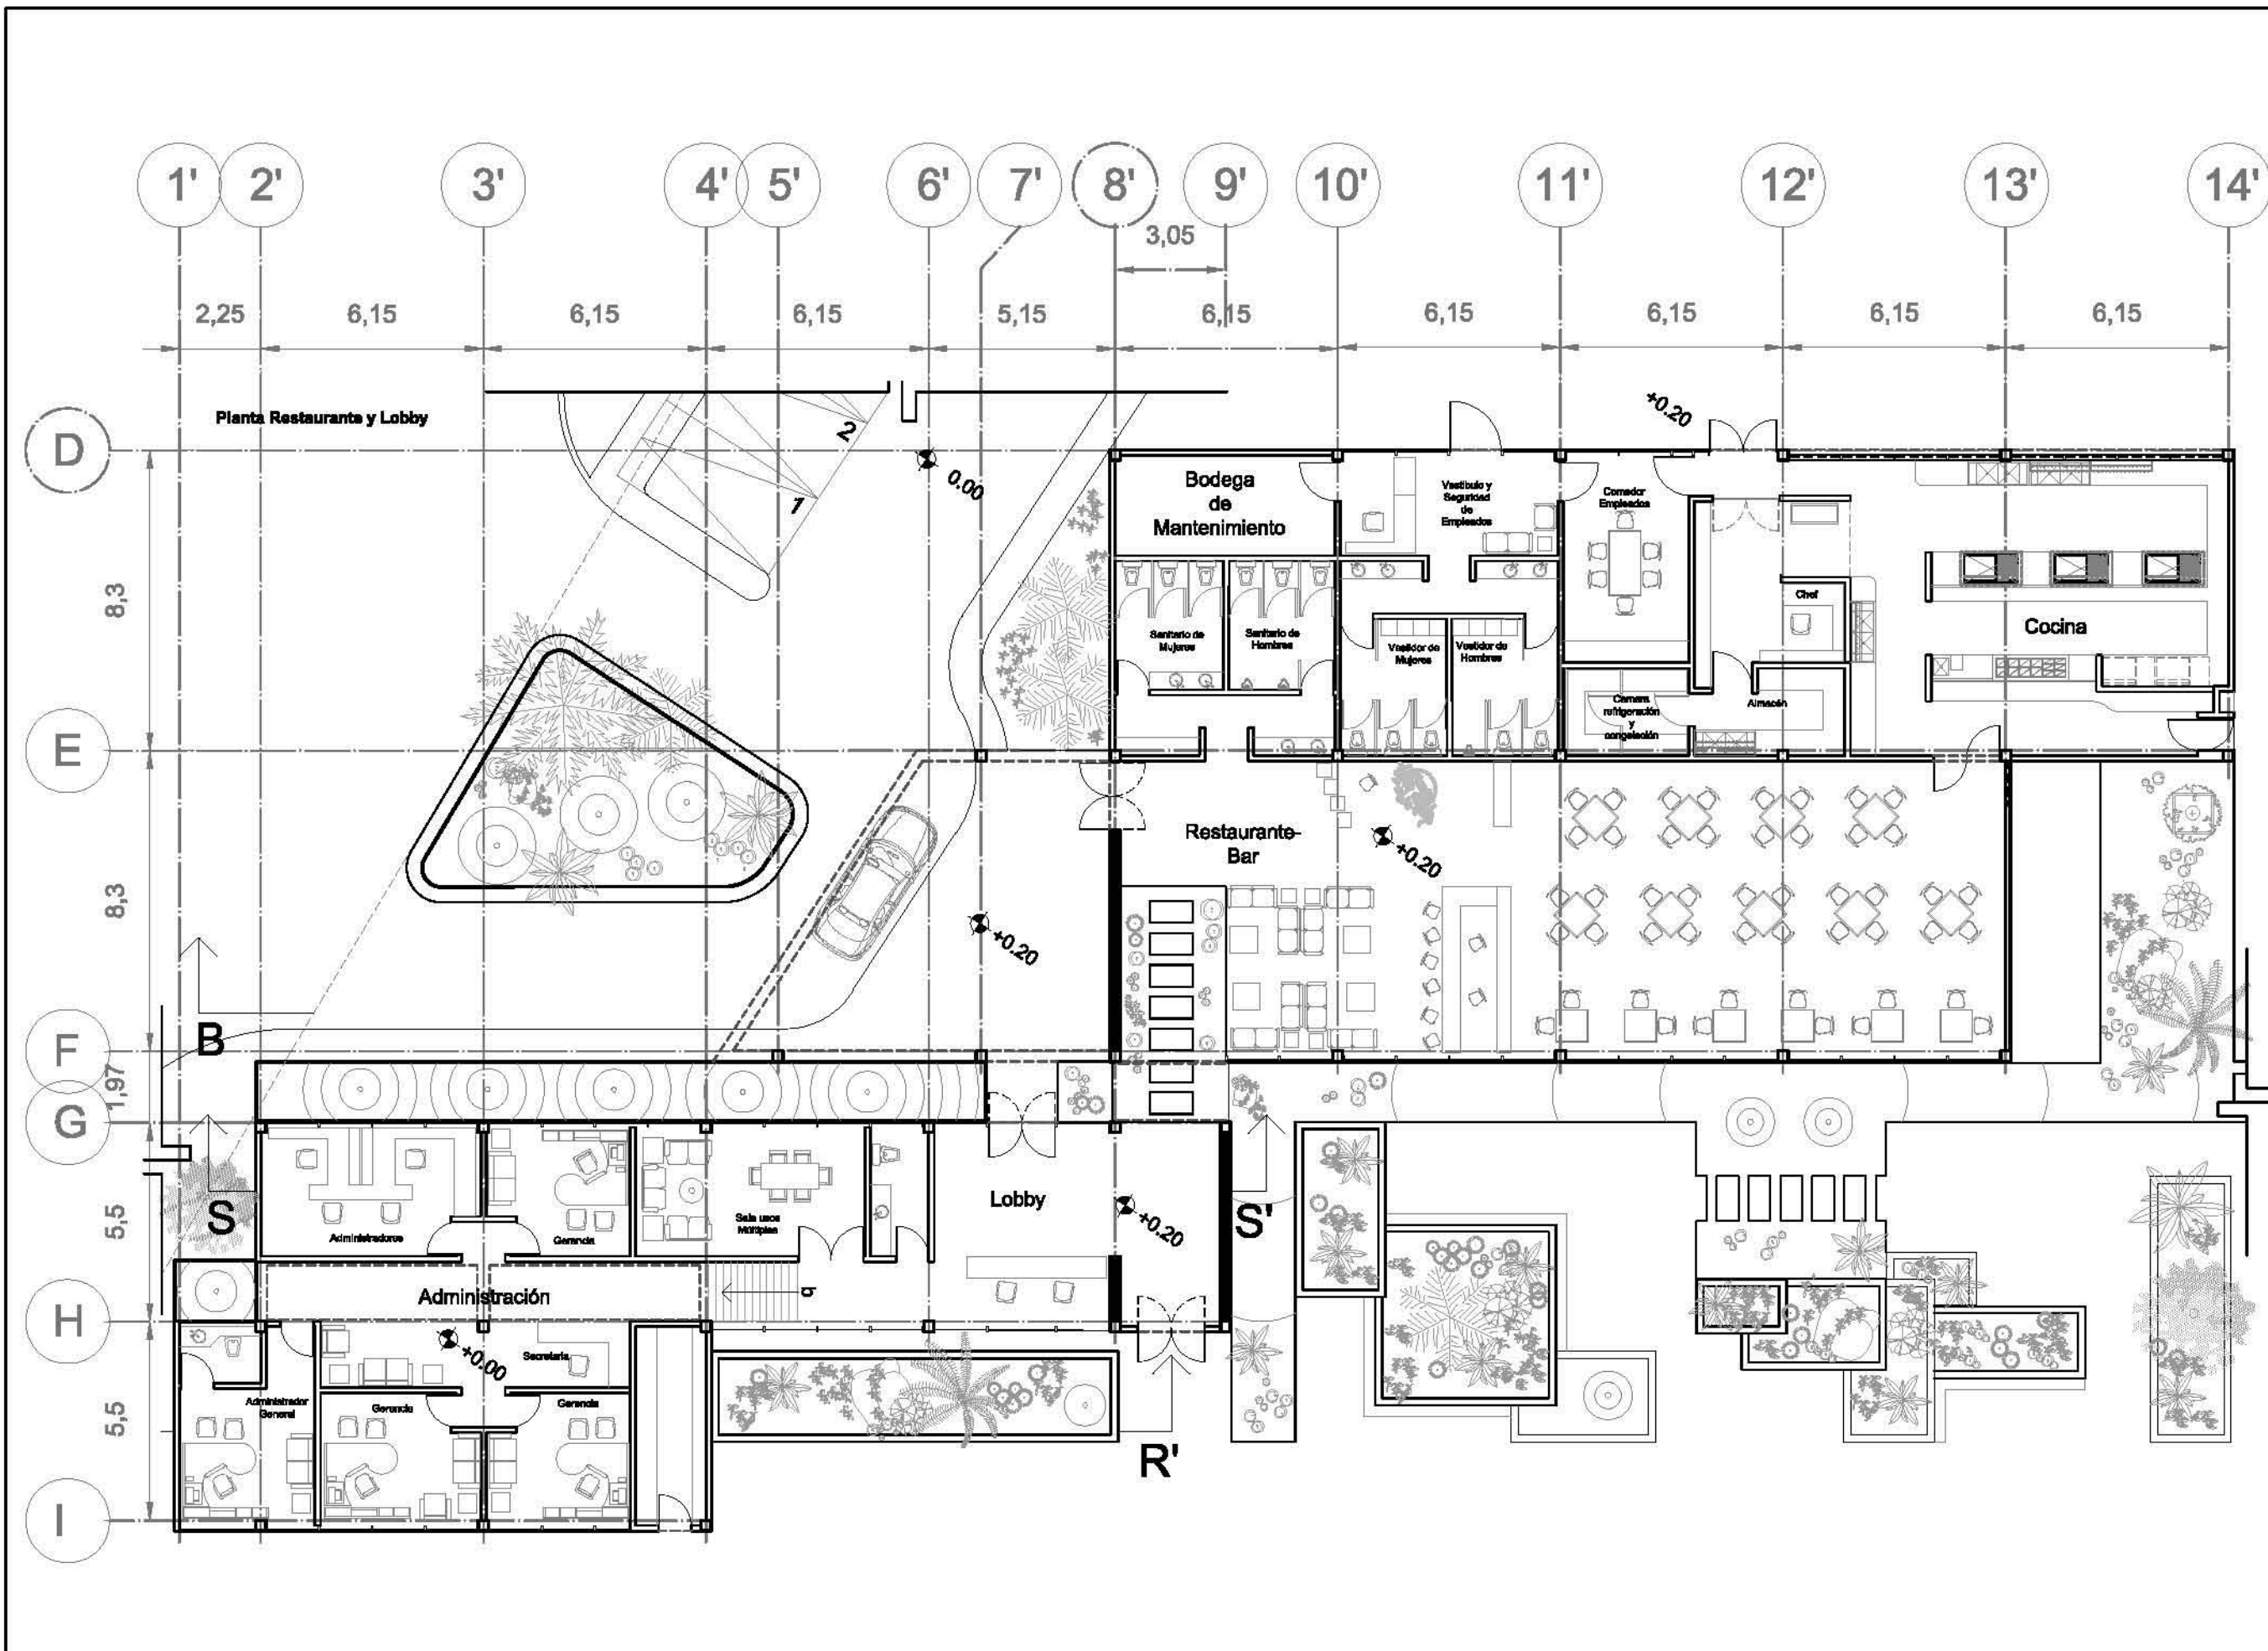 1' 2' 3' 4' 5' 6' 7' 8' 9' 10' 11' 12' 13' 14'
3,05
2,25 6,15 6,15 6,15 5,15 6,15 6,15 6,15 6,15 6,15
Planta Restaurante y Lobby
+0.20
D
2
0.00
1
Bodega
de
Mantenimiento
Vestibulo y
Seguridad
de
Empleados
Comedor
Empleados
8,3
Chef
Sanitario de
Mujeres
Sanitario de
Hombres
Vestidor de
Mujeres
Vestidor de
Hombres
Cocina
Camara
refrigeración
y
congelación
Almacén
E
Restaurante-
Bar
+0.20
8,3
+0.20
B
F
1,97
G
5,5
S
Administradores
Gerencia
Sala usos
Múltiples
Lobby
+0.20
S'
H
Administración
b
+0.00
Secretaria
Administrador
General
Gerencia
Gerencia
5,5
R'
I